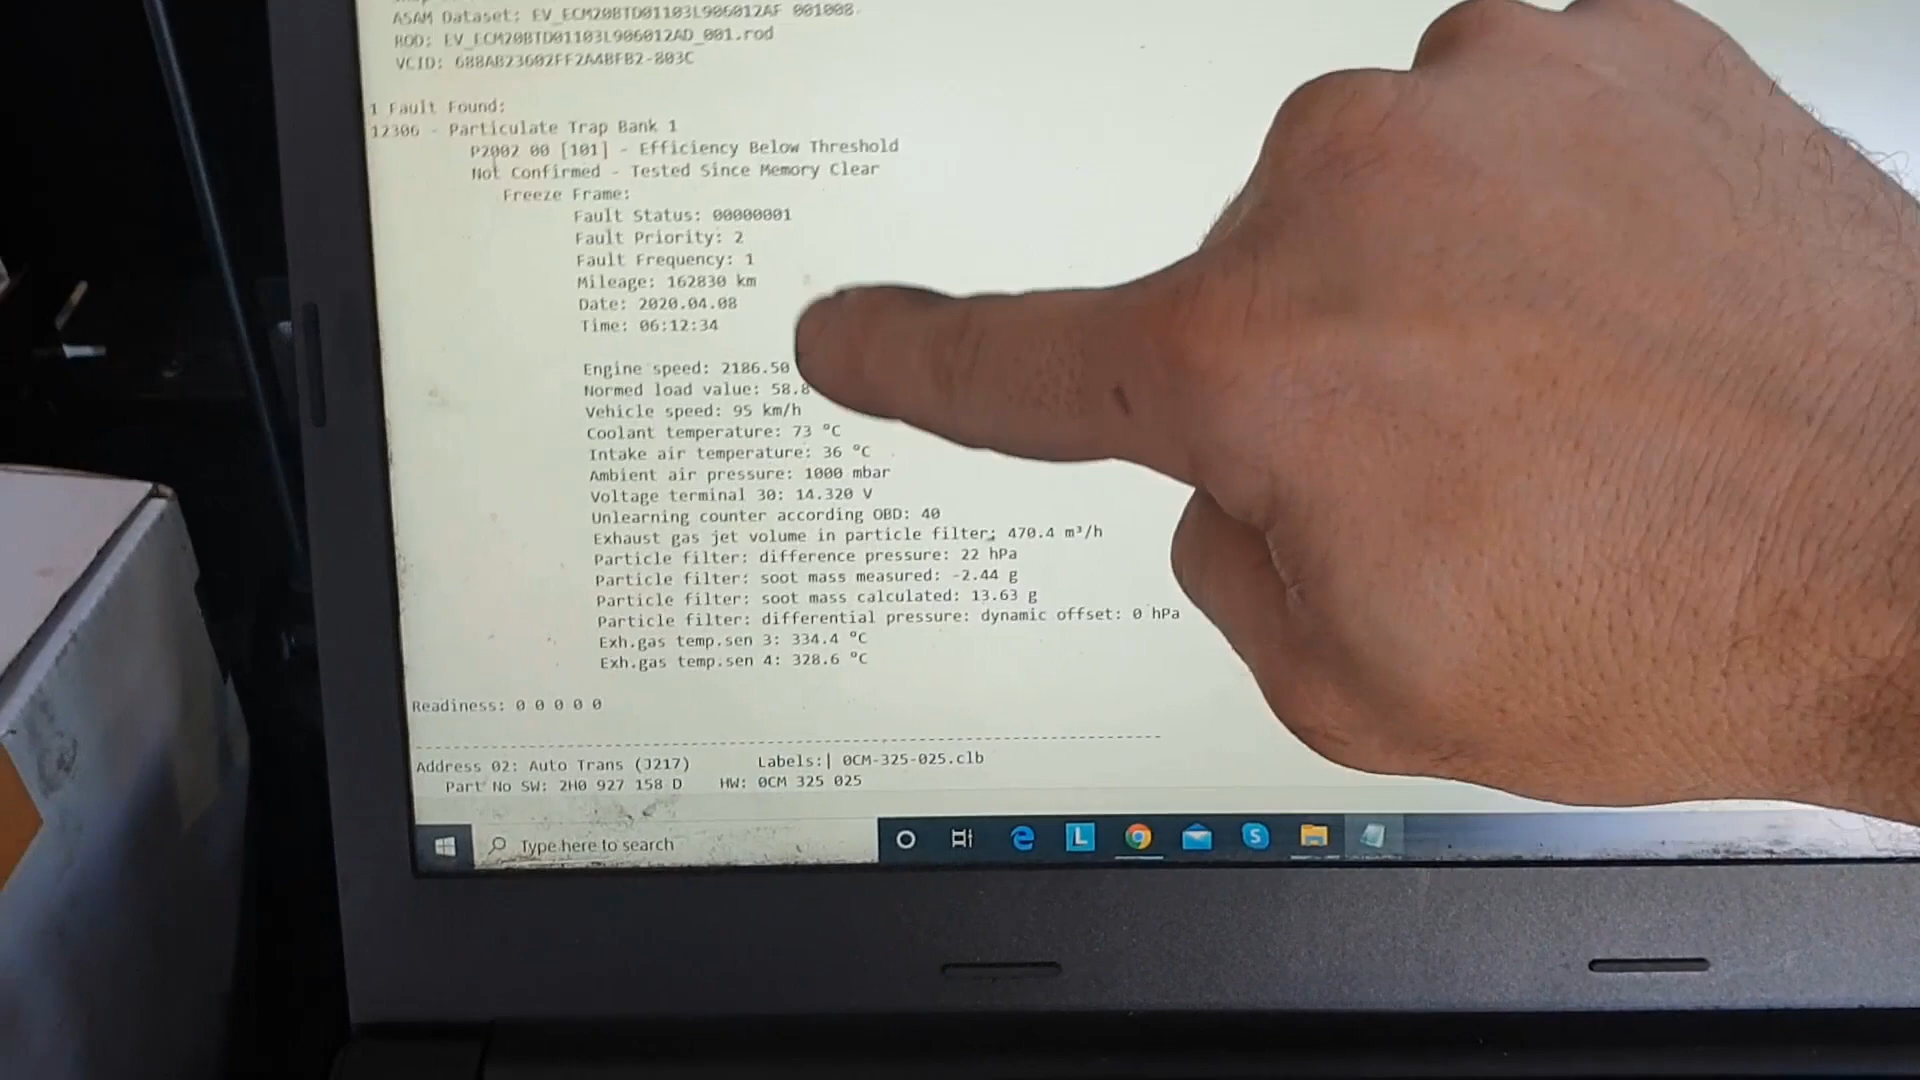 ASAM Dataset: EV_ECM20BTD01103L906012AF 001008
ROD: EV_ECM20BTD01103L906012AD_001.rod
VCID: 688AB23602FF2A4BFB2-803C
1 Fault Found:
12306 - Particulate Trap Bank 1
P2002 00 [101] - Efficiency Below Threshold
Not Confirmed - Tested Since Memory Clear
Freeze Frame:
Fault Status: 00000001
Fault Priority: 2
Fault Frequency: 1
Mileage: 162830 km
Date: 2020.04.08
Time: 06:12:34
Engine speed: 2186.50
Normed load value: 58.8
Vehicle speed: 95 km/h
Coolant temperature: 73 °C
Intake air temperature: 36 °C
Ambient air pressure: 1000 mbar
Voltage terminal 30: 14.320 V
Unlearning counter according OBD: 40
Exhaust gas jet volume in particle filter: 470.4 m³/h
Particle filter: difference pressure: 22 hPa
Particle filter: soot mass measured: -2.44 g
Particle filter: soot mass calculated: 13.63 g
Particle filter: differential pressure: dynamic offset: 0 hPa
Exh.gas temp.sen 3: 334.4 °C
Exh.gas temp.sen 4: 328.6 °C
Readiness: 0 0 0 0 0
-------------------------------------------------------------------------------
Address 02: Auto Trans (J217) Labels:| 0CM-325-025.clb
Part No SW: 2H0 927 158 D HW: 0CM 325 025
Type here to search
L
S